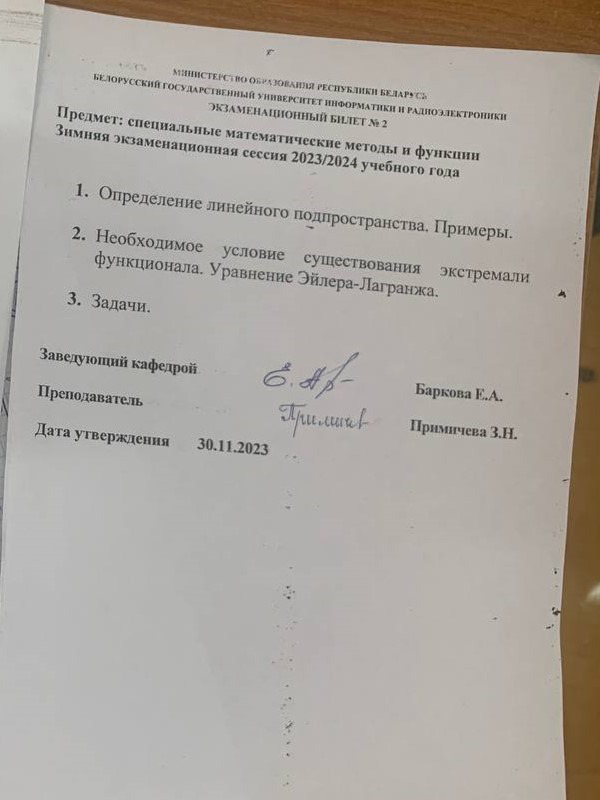 МИНИСТЕРСТВО ОБРАЗОВАНИЯ РЕСПУБЛИКИ БЕЛАРУСЬ
БЕЛОРУССКИЙ ГОСУДАРСТВЕННЫЙ УНИВЕРСИТЕТ ИНФОРМАТИКИ И РАДИОЭЛЕКТРОНИКИ
ЭКЗАМЕНАЦИОННЫЙ БИЛЕТ № 2
Предмет: специальные математические методы и функции
Зимняя экзаменационная сессия 2023/2024 учебного года
1. Определение линейного подпространства. Примеры.
2. Необходимое условие существования экстремали
функционала. Уравнение Эйлера-Лагранжа.
3. Задачи.
Заведующий кафедрой Баркова Е.А.
Преподаватель Примичева З.Н.
Дата утверждения 30.11.2023